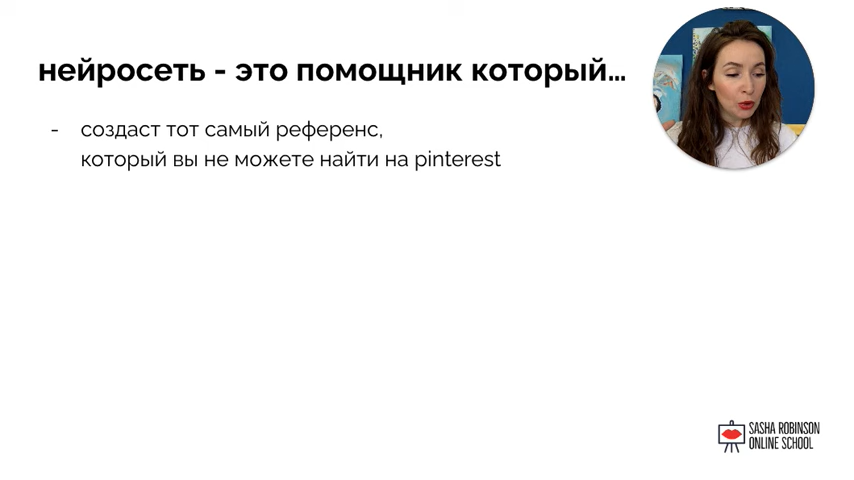 нейросеть - это помощник который...
- создаст тот самый референс,
который вы не можете найти на pinterest
SASHA ROBINSON
ONLINE SCHOOL